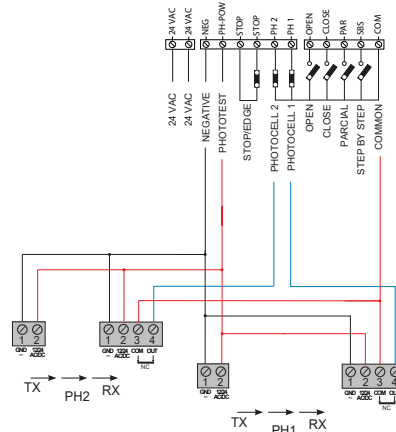 24 VAC
24 VAC
NEG
PH-POW
STOP
STOP
PH 2
PH 1
OPEN
CLOSE
PAR
SBS
COM
24 VAC
24 VAC
NEGATIVE
PHOTOTEST
STOP/EDGE
PHOTOCELL 2
PHOTOCELL 1
OPEN
CLOSE
PARCIAL
STEP BY STEP
COMMON
1 2
GND 12/24
– AC/DC
1 2 3 4
GND 12/24 COM OUT
– AC/DC
NC
TX PH2 RX
1 2
GND 12/24
– AC/DC
1 2 3 4
GND 12/24 COM OUT
– AC/DC
NC
TX PH1 RX